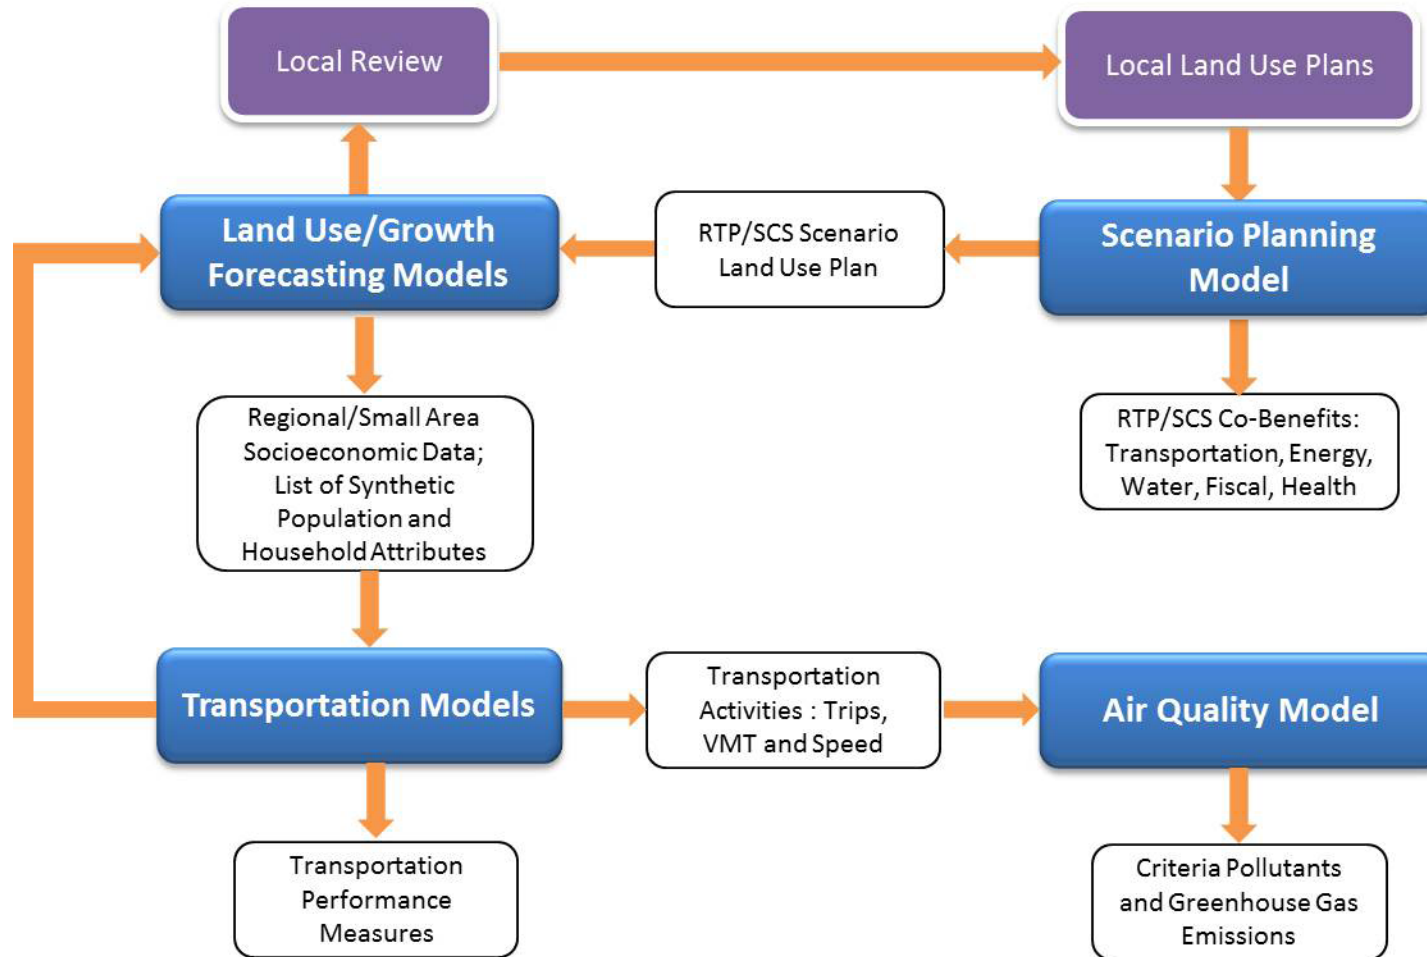 Local Review
Local Land Use Plans
Land Use/Growth
Forecasting Models
RTP/SCS Scenario
Land Use Plan
Scenario Planning
Model
Regional/Small Area
Socioeconomic Data;
List of Synthetic
Population and
Household Attributes
RTP/SCS Co-Benefits:
Transportation, Energy,
Water, Fiscal, Health
Transportation Models
Transportation
Activities : Trips,
VMT and Speed
Air Quality Model
Transportation
Performance
Measures
Criteria Pollutants
and Greenhouse Gas
Emissions